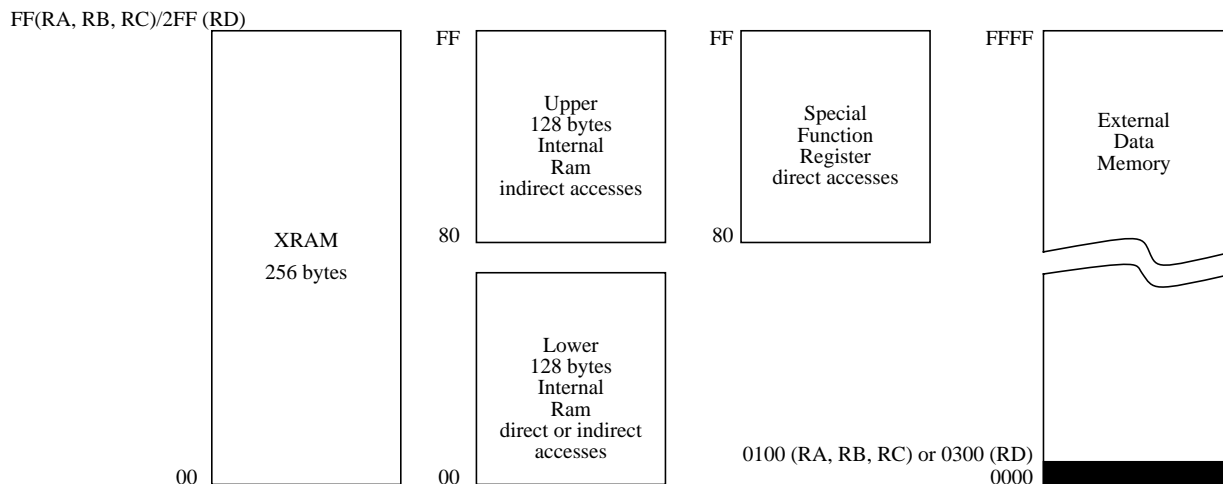 FF(RA, RB, RC)/2FF (RD)
FF
FF
FFFF
Upper
128 bytes
Internal
Ram
indirect accesses
Special
Function
Register
direct accesses
External
Data
Memory
80
80
XRAM
256 bytes
Lower
128 bytes
Internal
Ram
direct or indirect
accesses
0100 (RA, RB, RC) or 0300 (RD)
00
00
0000